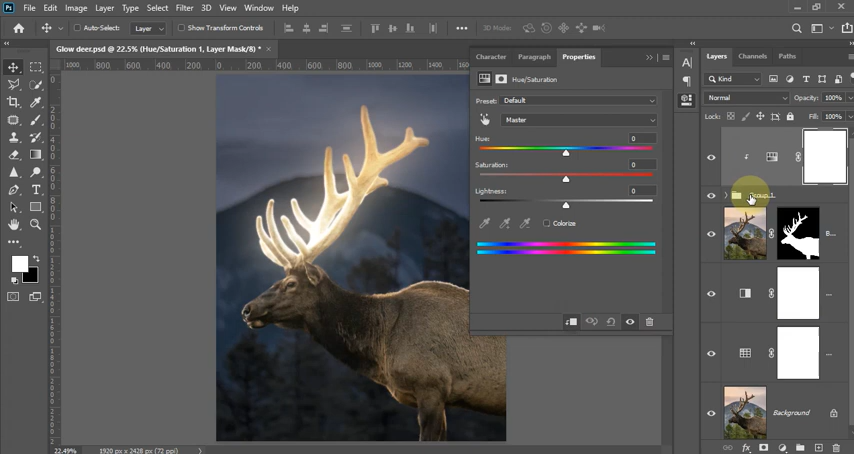 Ps File Edit Image Layer Type Select Filter 3D View Window Help
Auto-Select: Layer Show Transform Controls 3D Mode:
Glow deer.psd @ 22.5% (Hue/Saturation 1, Layer Mask/8) * ×
Character Paragraph Properties
Hue/Saturation
Preset: Default
Master
Hue: 0
Saturation: 0
Lightness: 0
Colorize
Layers Channels Paths
Kind
Normal Opacity: 100%
Lock: Fill: 100%
Group 1
B...
...
...
Background
22.49% 1920 px x 2428 px (72 ppi)